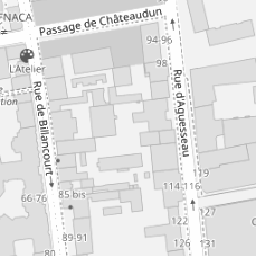 FNACA
Passage de Châteaudun
94-96
98
L'Atelier
Rue d'Aguesseau
Rue de Billancourt
114-116
66-76
85-bis
122
127
89-91
80
126
131